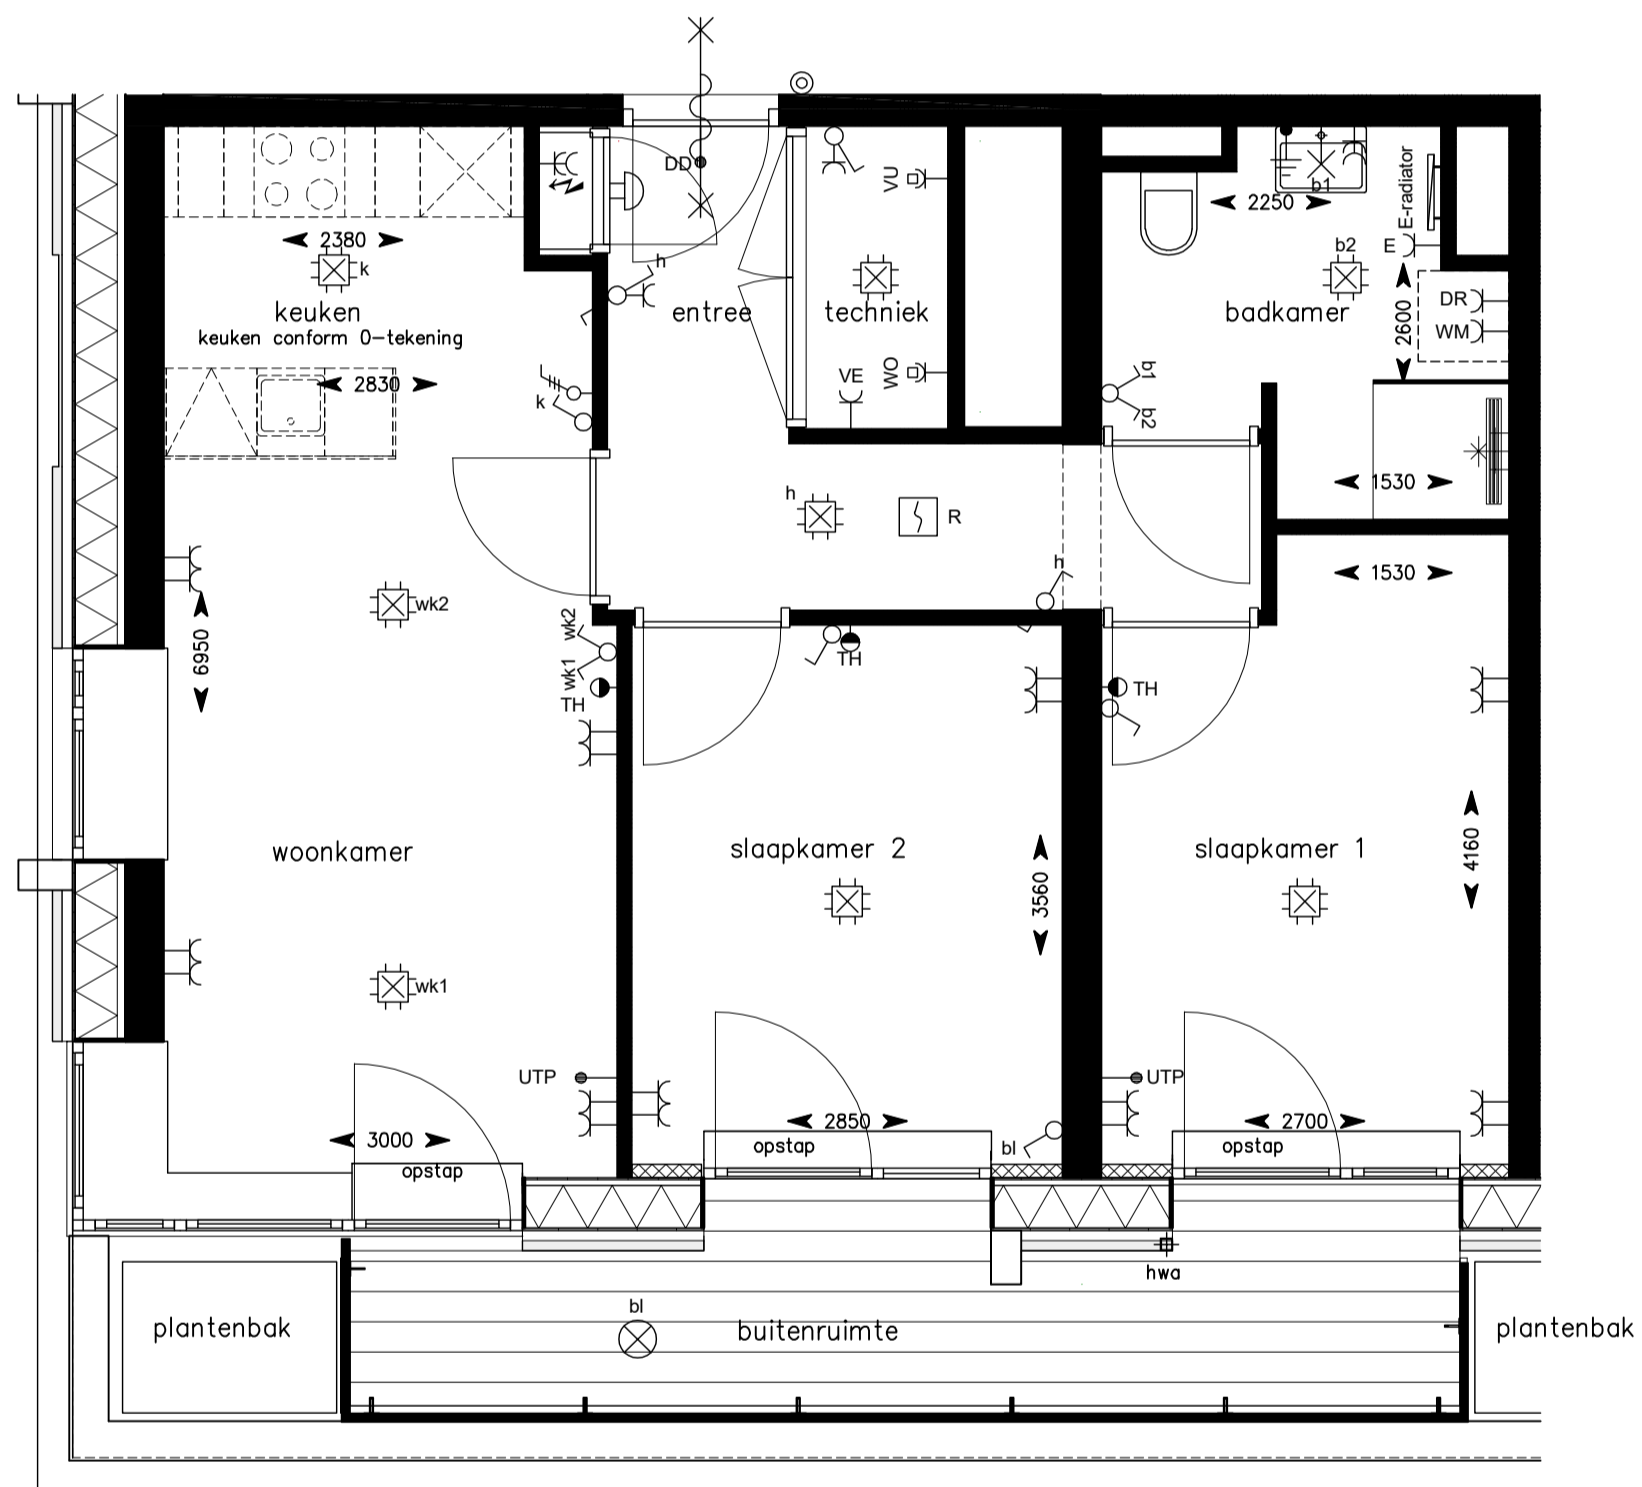 DD
VU
E-radiator
b1
2250
2380
k
h
b2
E
keuken
keuken conform 0-tekening
entree
techniek
badkamer
DR
WM
2600
2830
k
VE
WO
b1
b2
1530
h
R
h
1530
wk2
6950
wk2
wk1
TH
TH
TH
woonkamer
slaapkamer 2
slaapkamer 1
3560
4160
wk1
UTP
UTP
3000
opstap
2850
opstap
bl
2700
opstap
hwa
bl
plantenbak
buitenruimte
plantenbak